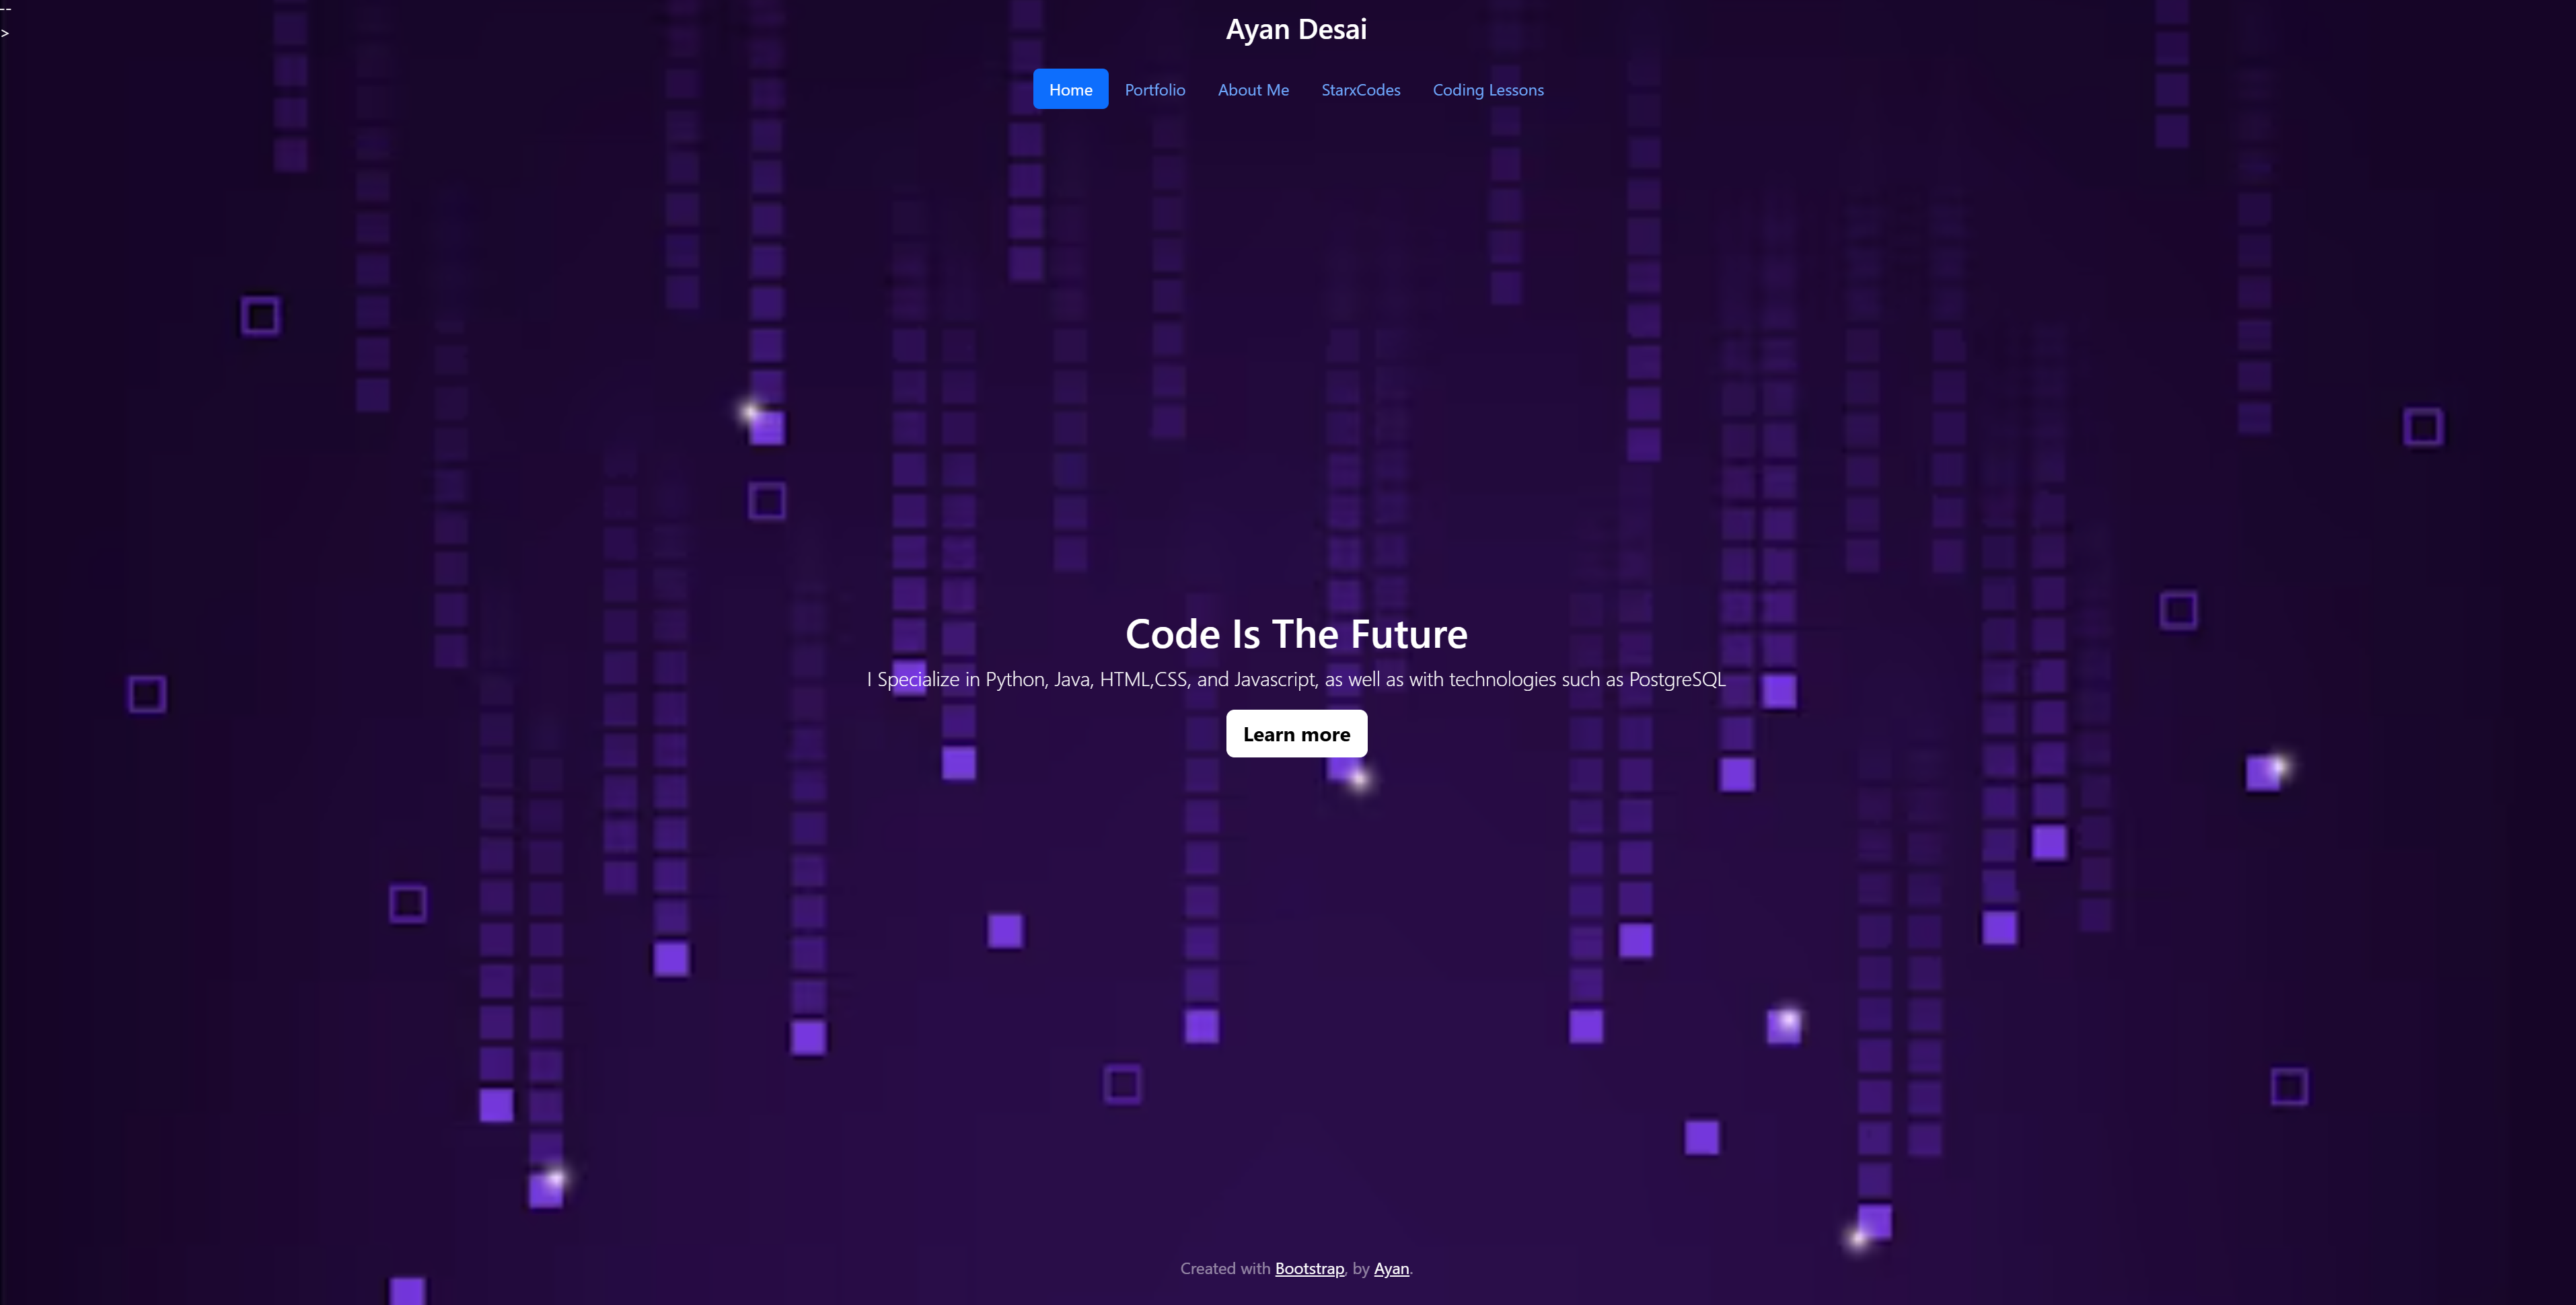 --
>
Ayan Desai
Home Portfolio About Me StarxCodes Coding Lessons
Code Is The Future
I Specialize in Python, Java, HTML,CSS, and Javascript, as well as with technologies such as PostgreSQL
Learn more
Created with Bootstrap, by Ayan.